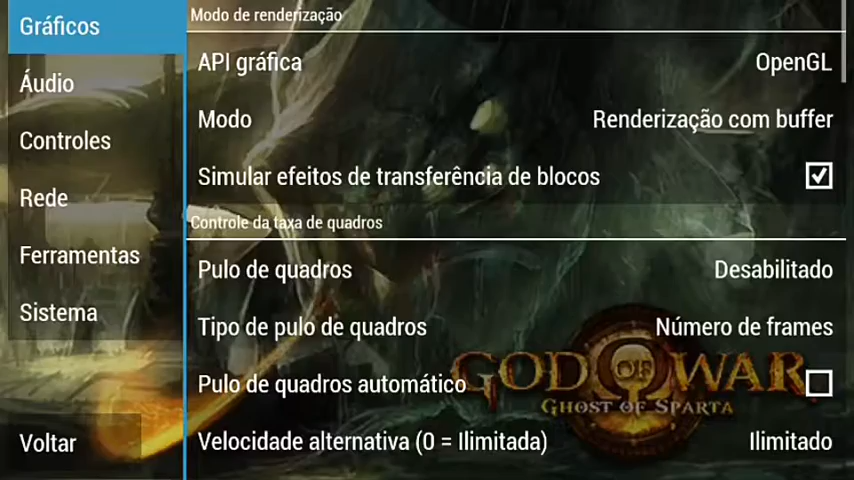 Gráficos
Áudio
Controles
Rede
Ferramentas
Sistema
Voltar
Modo de renderização
API gráfica OpenGL
Modo Renderização com buffer
Simular efeitos de transferência de blocos
Controle da taxa de quadros
Pulo de quadros Desabilitado
Tipo de pulo de quadros Número de frames
Pulo de quadros automático
Velocidade alternativa (0 = Ilimitada) Ilimitado
GOD OF WAR
GHOST OF SPARTA